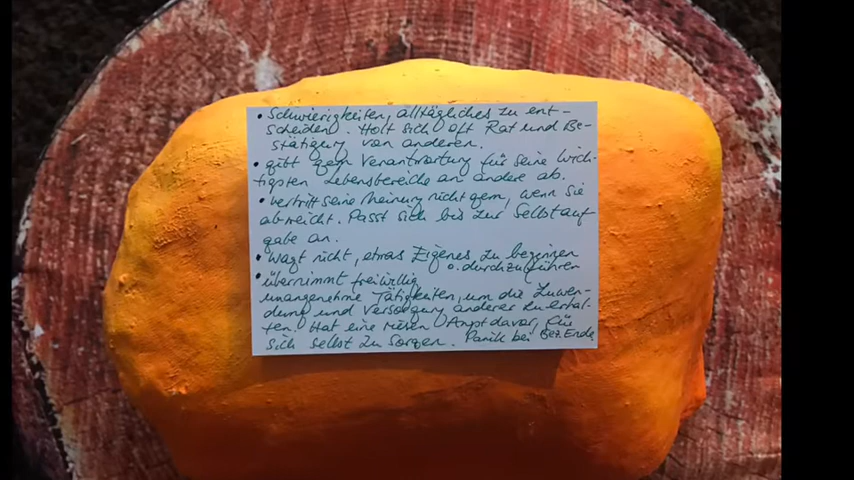 • Schwierigkeiten, alltägliches zu ent-
scheiden. Holt sich oft Rat und Be-
stätigung von anderen.
• gibt gern Verantwortung für seine wich-
tigsten Lebensbereiche an andere ab.
• vertritt seine Meinung nicht gern, wenn sie
abweicht. Passt sich bis zur Selbstauf-
gabe an.
• wagt nicht, etwas Eigenes zu beginnen
o. durchzuführen
• übernimmt freiwillig
unangenehme Tätigkeiten, um die Zuwen-
dung und Versorgung anderer zu erhal-
ten. Hat eine riesen Angst davor, für
sich selbst zu sorgen. Panik bei Bez.Ende.